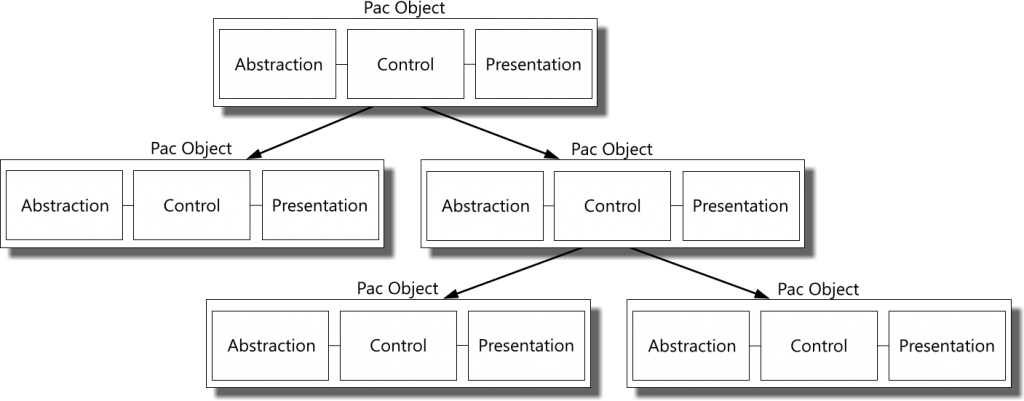 Pac Object
Abstraction Control Presentation
Pac Object Pac Object
Abstraction Control Presentation Abstraction Control Presentation
Pac Object Pac Object
Abstraction Control Presentation Abstraction Control Presentation